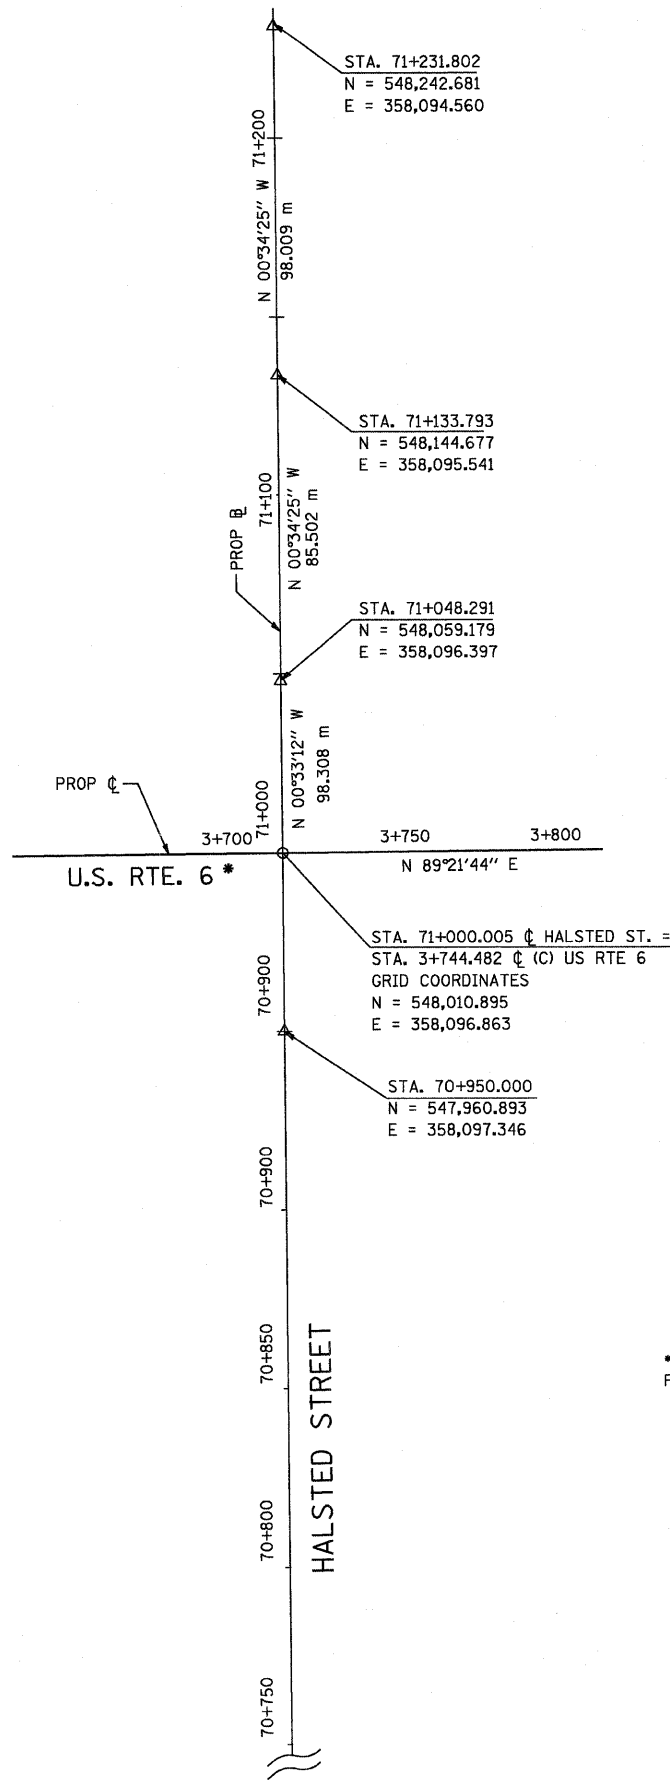 STA. 71+231.802
N = 548,242.681
E = 358,094.560
71+200
N 00°34'25" W
98.009 m
STA. 71+133.793
N = 548,144.677
E = 358,095.541
71+100
N 00°34'25" W
85.502 m
PROP ␢
STA. 71+048.291
N = 548,059.179
E = 358,096.397
N 00°33'12" W
98.308 m
71+000
PROP ℄
3+700
3+750
3+800
U.S. RTE. 6 *
N 89°21'44" E
STA. 71+000.005 ℄ HALSTED ST. =
STA. 3+744.482 ℄ (C) US RTE 6
GRID COORDINATES
N = 548,010.895
E = 358,096.863
70+900
STA. 70+950.000
N = 547,960.893
E = 358,097.346
70+900
70+850
HALSTED STREET
70+800
70+750
*